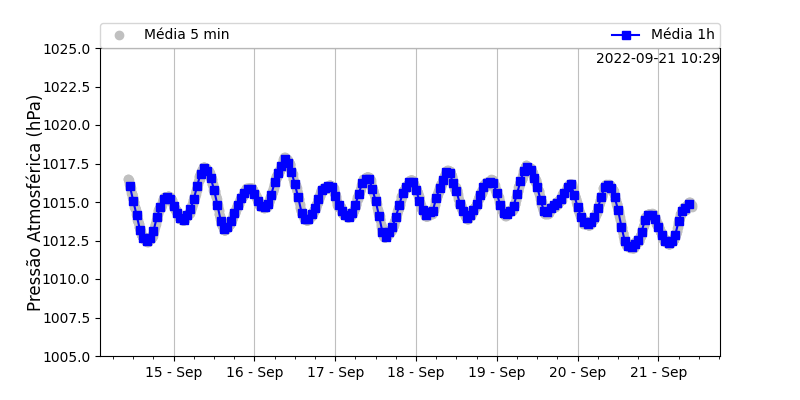 Média 5 min
Média 1h
2022-09-21 10:29
Pressão Atmosférica (hPa)
1025.0
1022.5
1020.0
1017.5
1015.0
1012.5
1010.0
1007.5
1005.0
15 - Sep
16 - Sep
17 - Sep
18 - Sep
19 - Sep
20 - Sep
21 - Sep